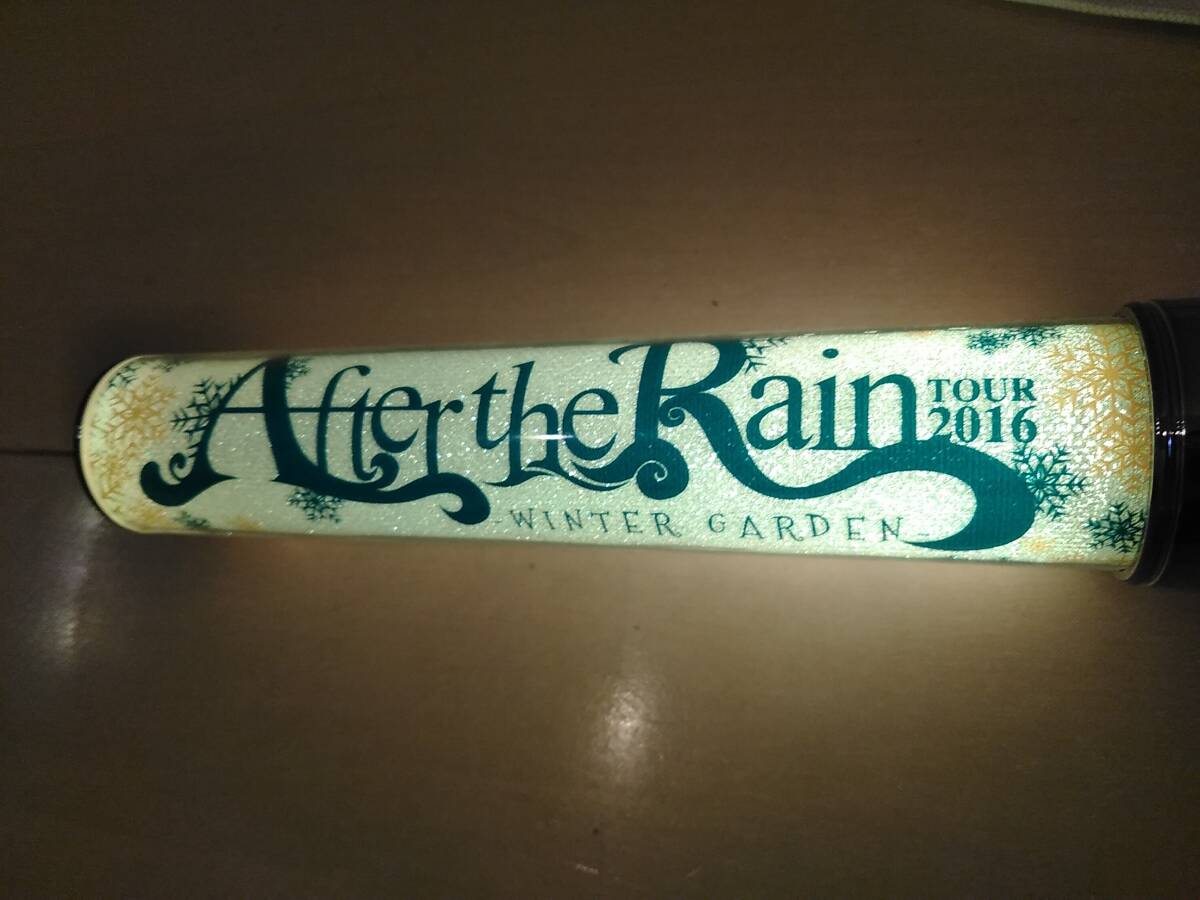 After the Rain
TOUR
2016
-WINTER GARDEN-